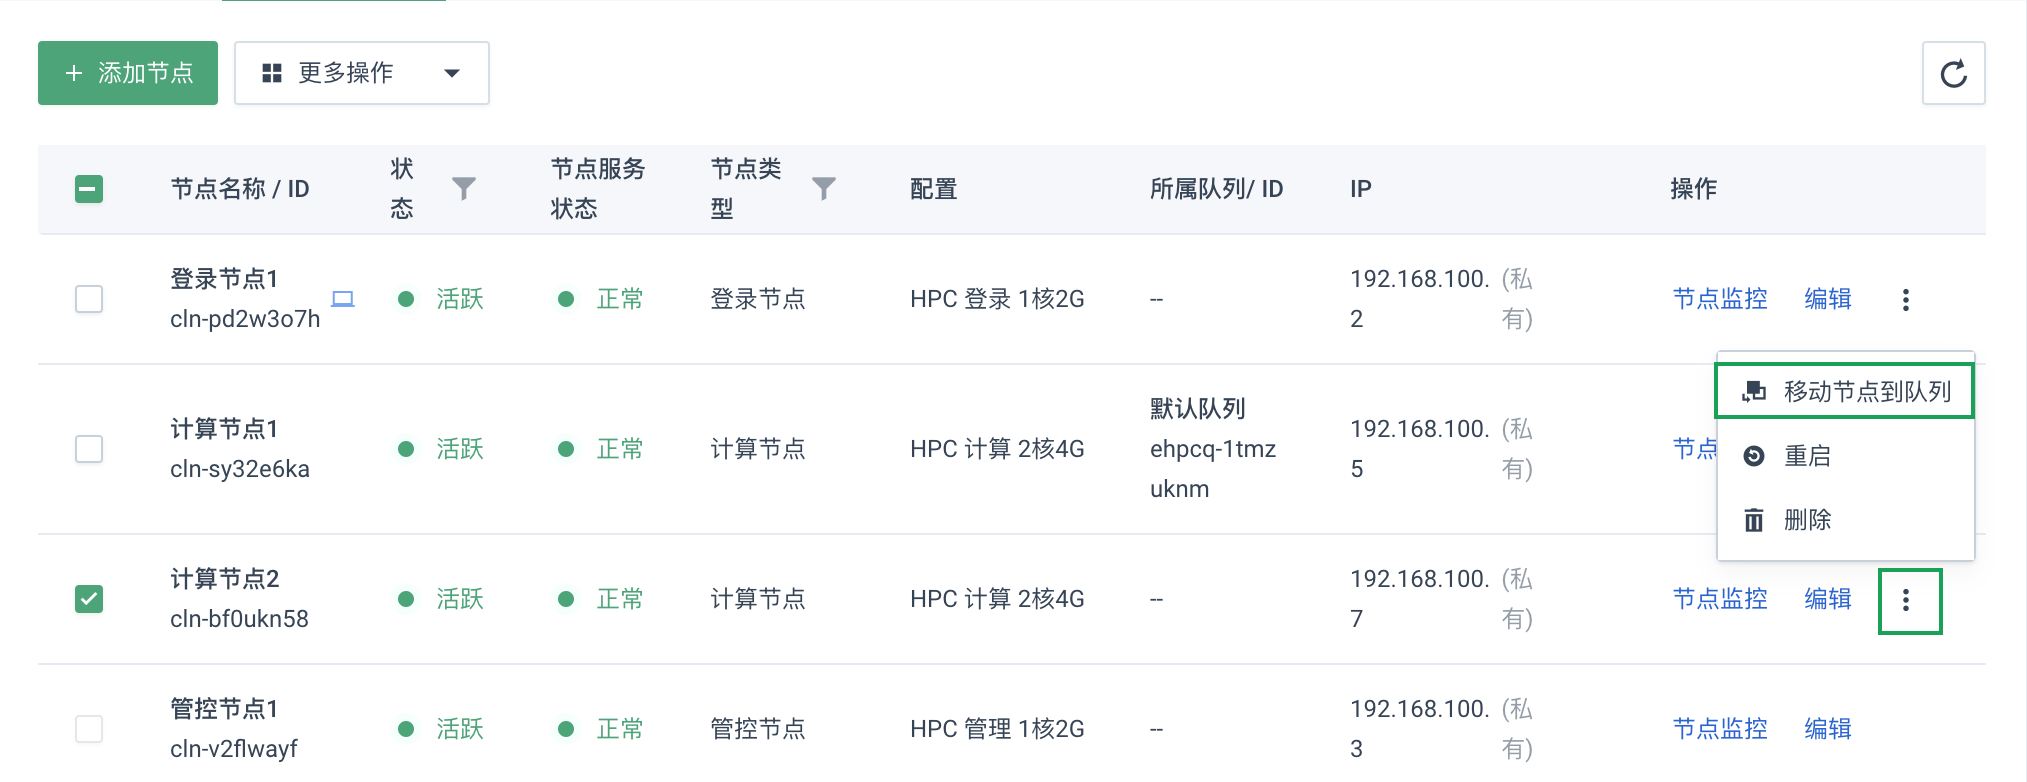 添加节点
更多操作
节点名称 / ID
状
态
节点服务
状态
节点类
型
配置
所属队列/ ID
IP
操作
登录节点1
cln-pd2w3o7h
活跃
正常
登录节点
HPC 登录 1核2G
--
192.168.100.
2
(私
有)
节点监控
编辑
计算节点1
cln-sy32e6ka
活跃
正常
计算节点
HPC 计算 2核4G
默认队列
ehpcq-1tmz
uknm
192.168.100.
5
(私
有)
节点
移动节点到队列
重启
删除
计算节点2
cln-bf0ukn58
活跃
正常
计算节点
HPC 计算 2核4G
--
192.168.100.
7
(私
有)
节点监控
编辑
管控节点1
cln-v2flwayf
活跃
正常
管控节点
HPC 管理 1核2G
--
192.168.100.
3
(私
有)
节点监控
编辑